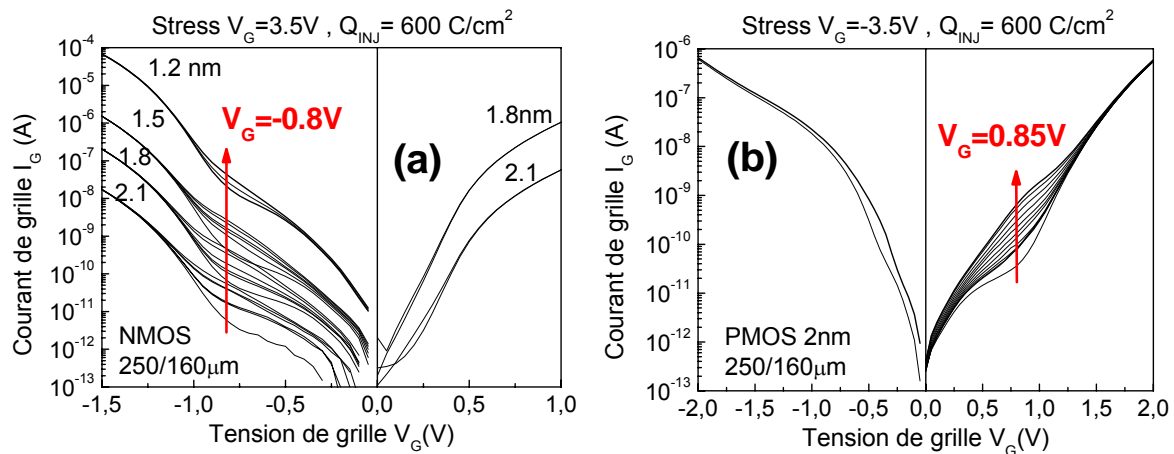 Stress V_G=3.5V , Q_INJ= 600 C/cm²
Courant de grille I_G (A)
10⁻⁴
10⁻⁵
10⁻⁶
10⁻⁷
10⁻⁸
10⁻⁹
10⁻¹⁰
10⁻¹¹
10⁻¹²
10⁻¹³
1.2 nm
1.5
1.8
2.1
V_G=-0.8V
(a)
1.8nm
2.1
NMOS
250/160µm
-1,5 -1,0 -0,5 0,0 0,5 1,0
Tension de grille V_G(V)
Stress V_G=-3.5V , Q_INJ= 600 C/cm²
Courant de grille I_G (A)
10⁻⁵
10⁻⁶
10⁻⁷
10⁻⁸
10⁻⁹
10⁻¹⁰
10⁻¹¹
10⁻¹²
10⁻¹³
(b)
V_G=0.85V
PMOS 2nm
250/160µm
-2,0 -1,5 -1,0 -0,5 0,0 0,5 1,0 1,5 2,0
Tension de grille V_G(V)